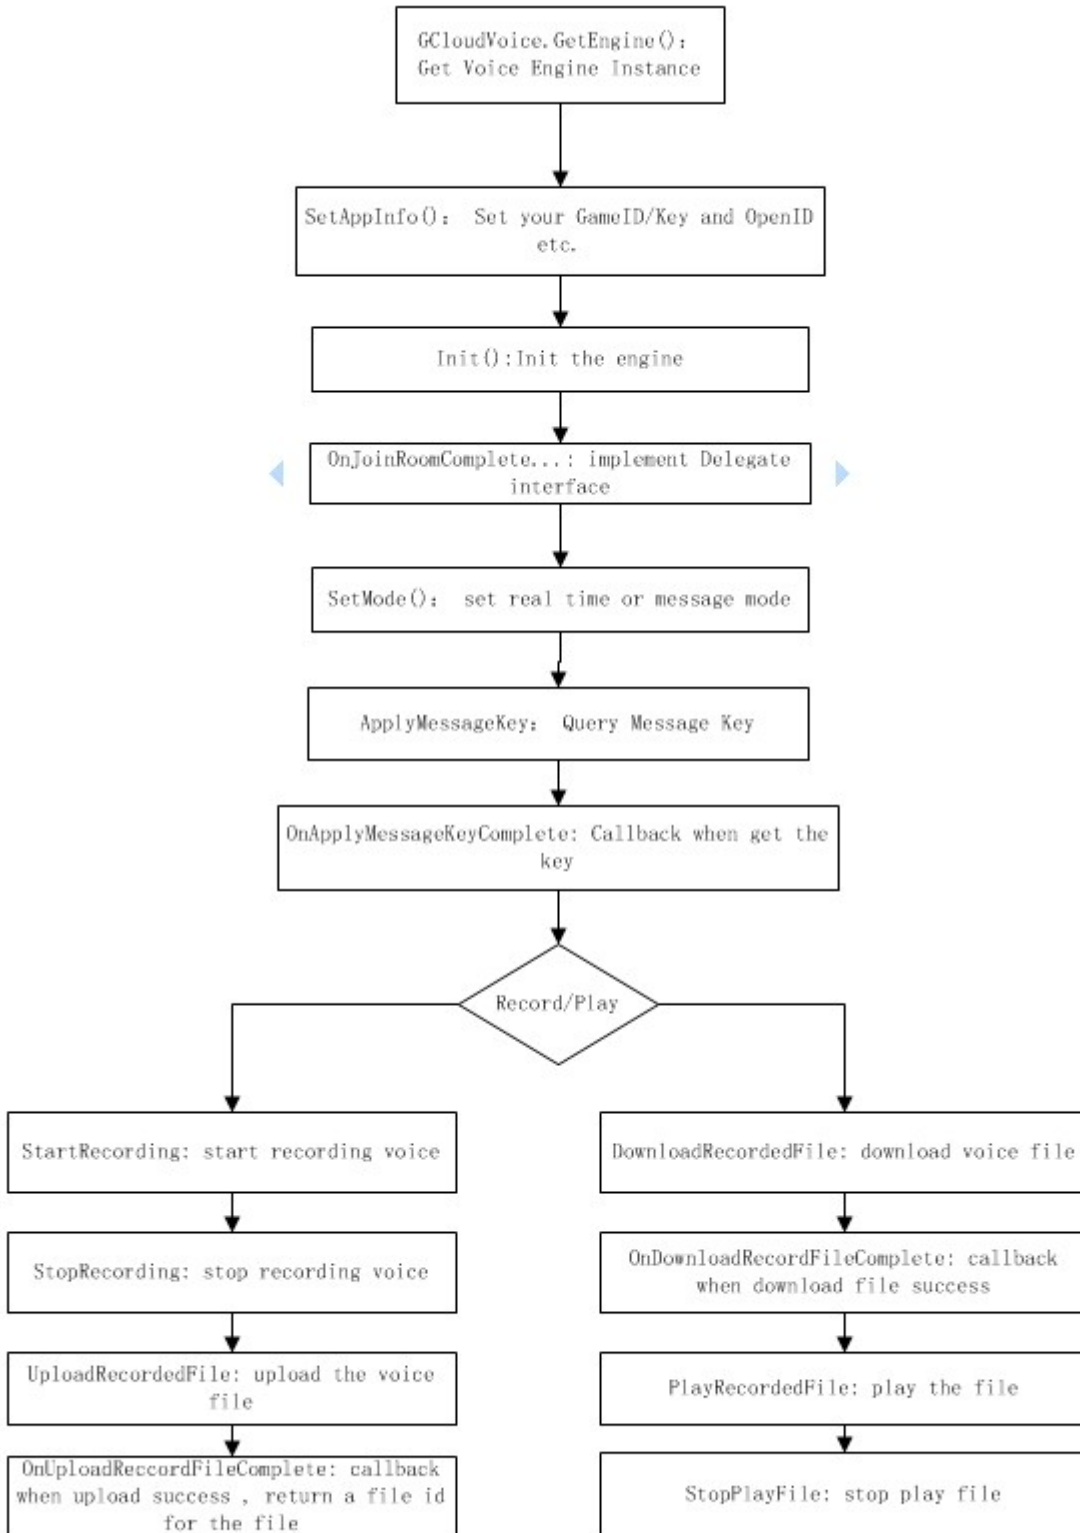 GCloudVoice.GetEngine():
Get Voice Engine Instance
SetAppInfo(): Set your GameID/Key and OpenID
etc.
Init():Init the engine
OnJoinRoomComplete...: implement Delegate
interface
SetMode(): set real time or message mode
ApplyMessageKey: Query Message Key
OnApplyMessageKeyComplete: Callback when get the
key
Record/Play
StartRecording: start recording voice
StopRecording: stop recording voice
UploadRecordedFile: upload the voice
file
OnUploadReccordFileComplete: callback
when upload success , return a file id
for the file
DownloadRecordedFile: download voice file
OnDownloadRecordFileComplete: callback
when download file success
PlayRecordedFile: play the file
StopPlayFile: stop play file